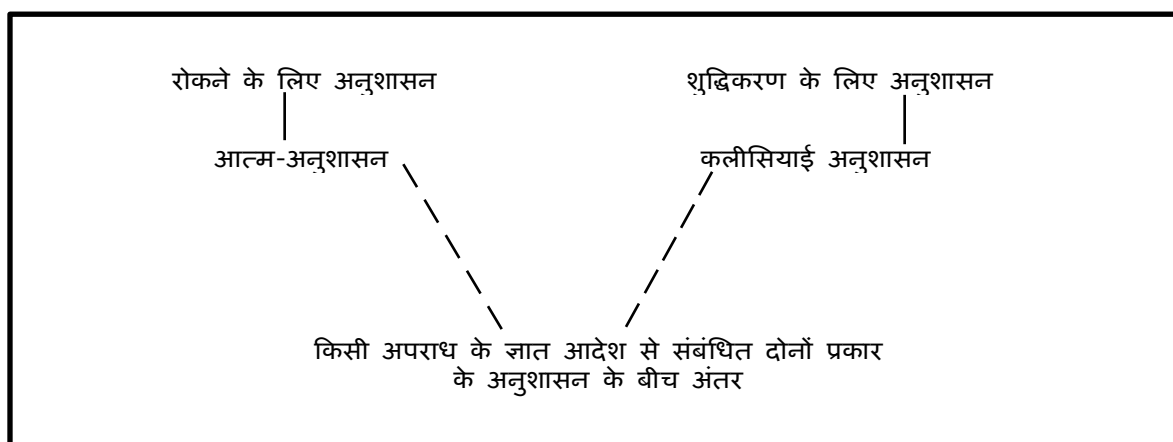 रोकने के लिए अनुशासन
शुद्धिकरण के लिए अनुशासन
आत्म-अनुशासन
कलीसियाई अनुशासन
किसी अपराध के ज्ञात आदेश से संबंधित दोनों प्रकार
के अनुशासन के बीच अंतर